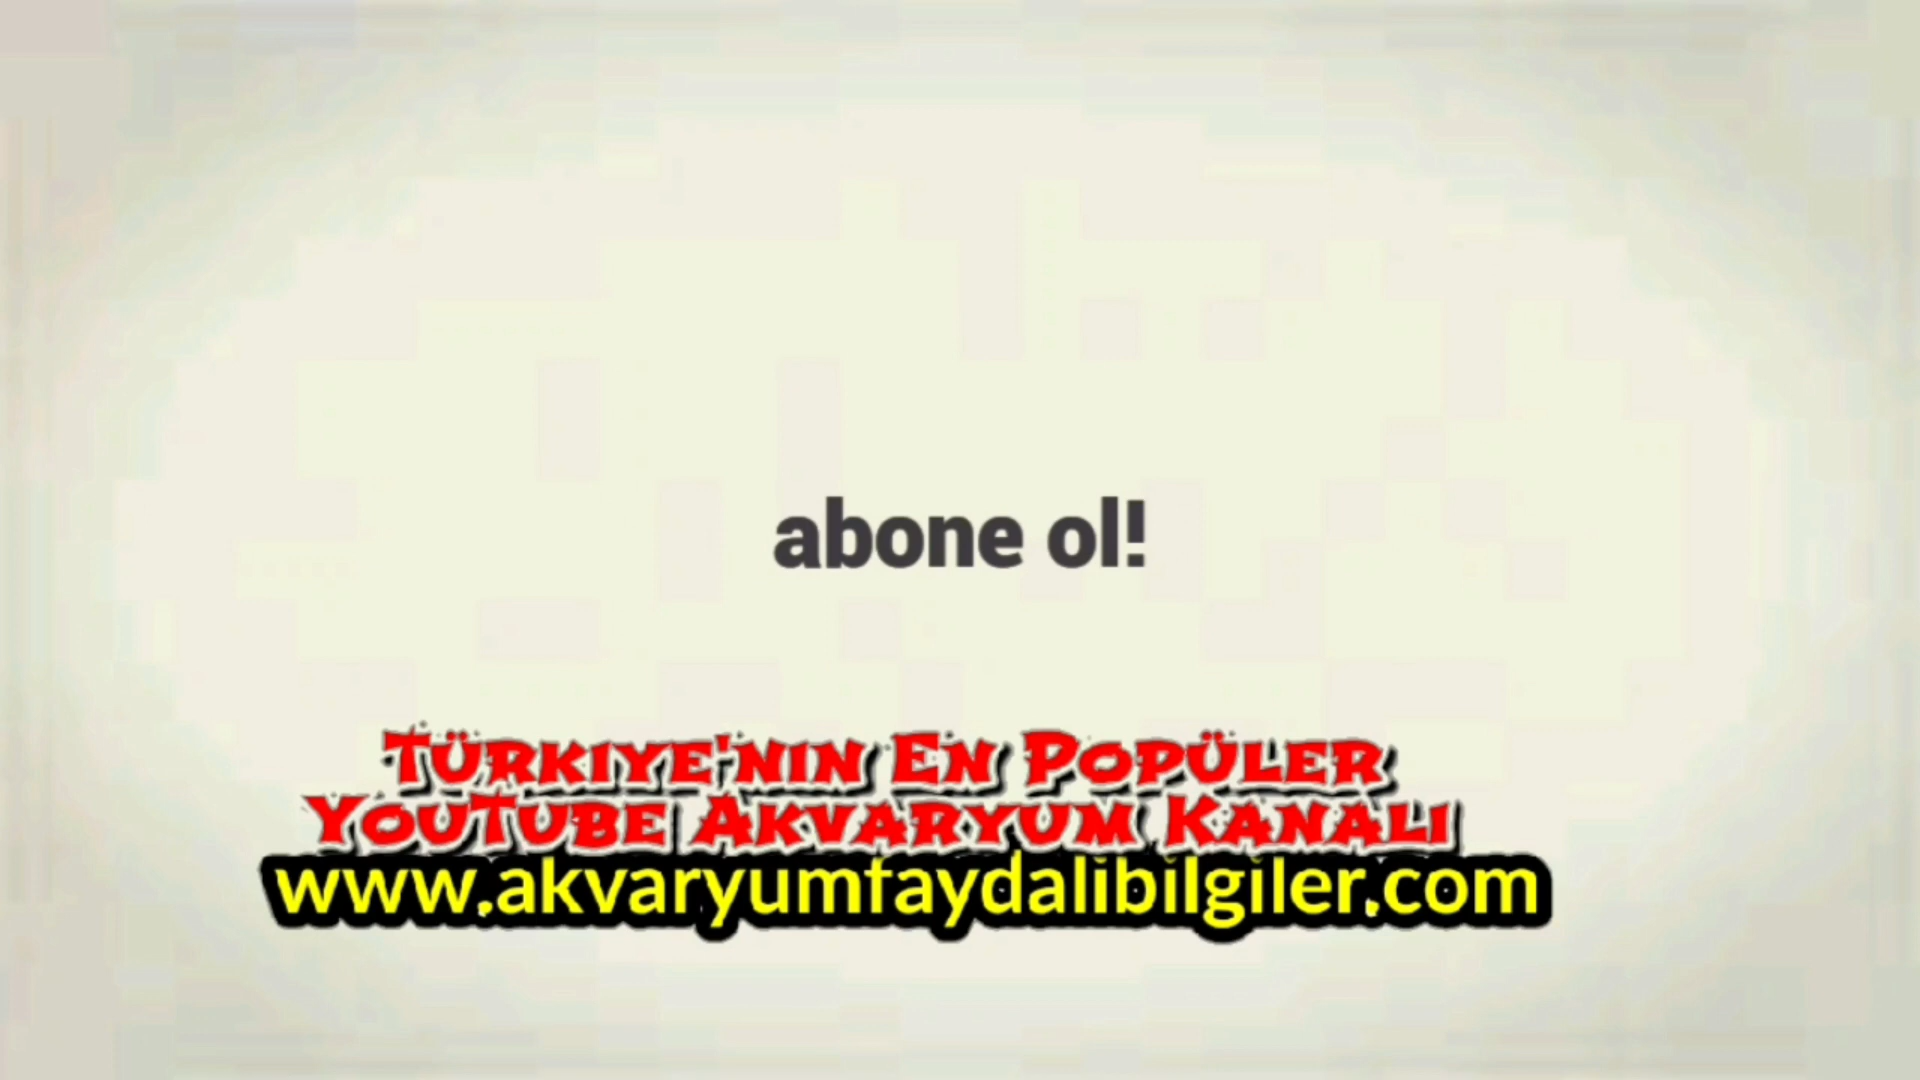 abone ol!
Türkiye'nin En Popüler
YouTube Akvaryum Kanalı
www.akvaryumfaydalibilgiler.com